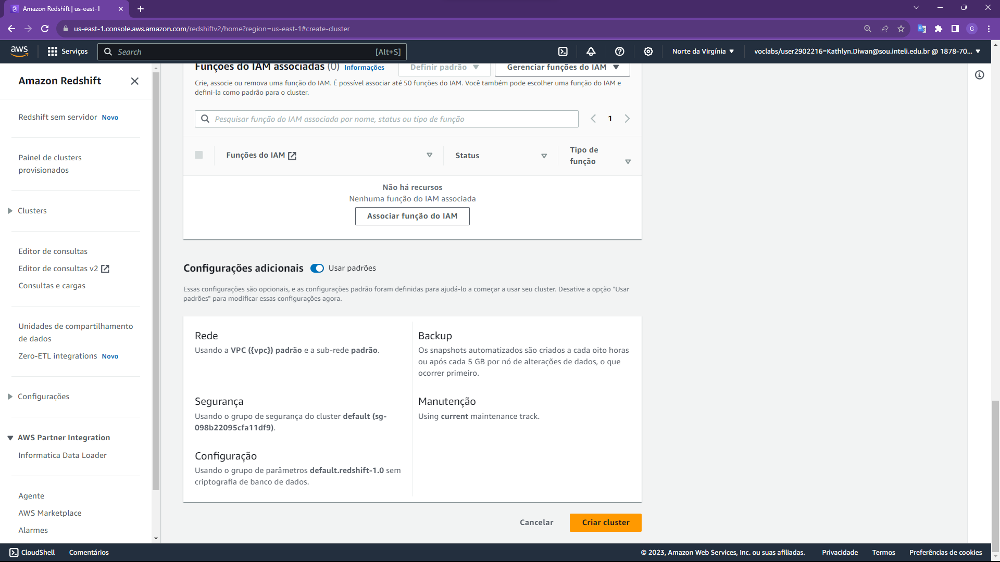 Amazon Redshift | us-east-1
us-east-1.console.aws.amazon.com/redshiftv2/home?region=us-east-1#create-cluster
G
aws
Serviços
Search
[Alt+S]
Norte da Virgínia
voclabs/user2902216=Kathlyn.Diwan@sou.inteli.edu.br @ 1878-70...
Amazon Redshift
Redshift sem servidor Novo
Painel de clusters
provisionados
Clusters
Editor de consultas
Editor de consultas v2
Consultas e cargas
Unidades de compartilhamento
de dados
Zero-ETL integrations Novo
Configurações
AWS Partner Integration
Informatica Data Loader
Agente
AWS Marketplace
Alarmes
Funções do IAM associadas (0) Informações
Definir padrão
Gerenciar funções do IAM
Crie, associe ou remova uma função do IAM. É possível associar até 50 funções do IAM. Você também pode escolher uma função do IAM e
defini-la como padrão para o cluster.
Pesquisar função do IAM associada por nome, status ou tipo de função
1
Funções do IAM
Status
Tipo de
função
Não há recursos
Nenhuma função do IAM associada
Associar função do IAM
Configurações adicionais
Usar padrões
Essas configurações são opcionais, e as configurações padrão foram definidas para ajudá-lo a começar a usar seu cluster. Desative a opção "Usar
padrões" para modificar essas configurações agora.
Rede
Usando a VPC ({vpc}) padrão e a sub-rede padrão.
Backup
Os snapshots automatizados são criados a cada oito horas
ou após cada 5 GB por nó de alterações de dados, o que
ocorrer primeiro.
Segurança
Usando o grupo de segurança do cluster default (sg-
098b22095cfa11df9).
Manutenção
Using current maintenance track.
Configuração
Usando o grupo de parâmetros default.redshift-1.0 sem
criptografia de banco de dados.
Cancelar
Criar cluster
CloudShell
Comentários
© 2023, Amazon Web Services, Inc. ou suas afiliadas.
Privacidade
Termos
Preferências de cookies